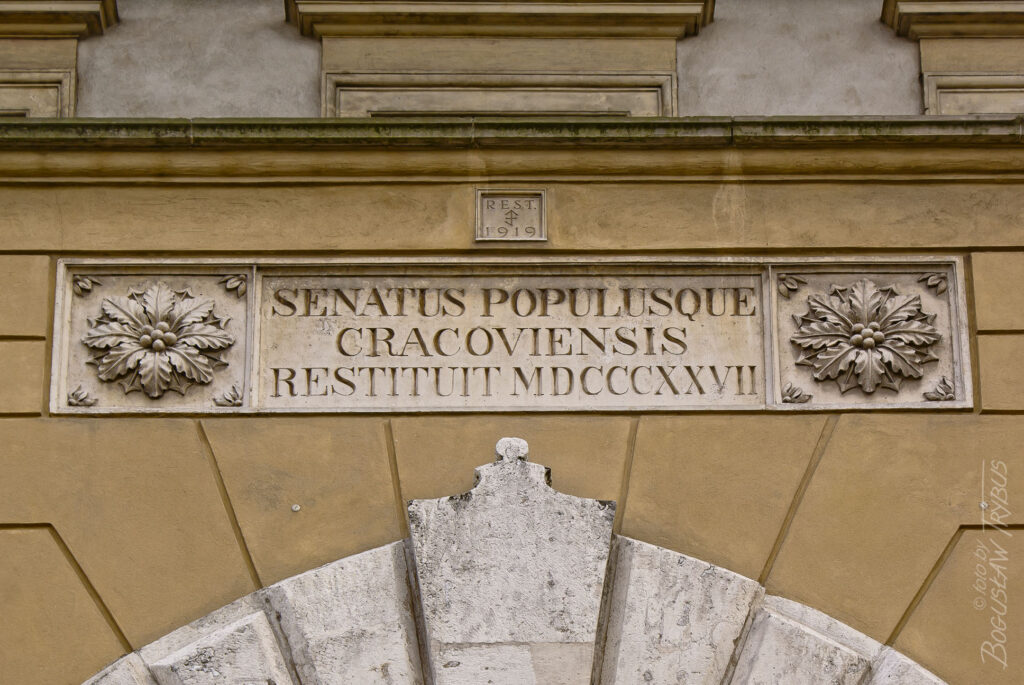 REST.
1919
SENATUS POPULUSQUE
CRACOVIENSIS
RESTITUIT MDCCCXXVII
© foto by
BOGUSŁAW TRYBUS